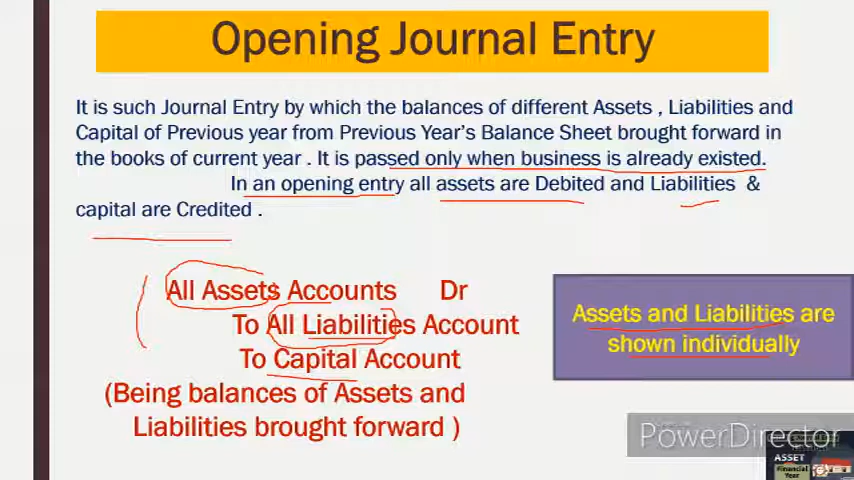 Opening Journal Entry
It is such Journal Entry by which the balances of different Assets , Liabilities and
Capital of Previous year from Previous Year's Balance Sheet brought forward in
the books of current year . It is passed only when business is already existed.
In an opening entry all assets are Debited and Liabilities &
capital are Credited .
All Assets Accounts Dr
To All Liabilities Account
To Capital Account
(Being balances of Assets and
Liabilities brought forward )
Assets and Liabilities are
shown individually
PowerDirector
ASSET
Financial
Year